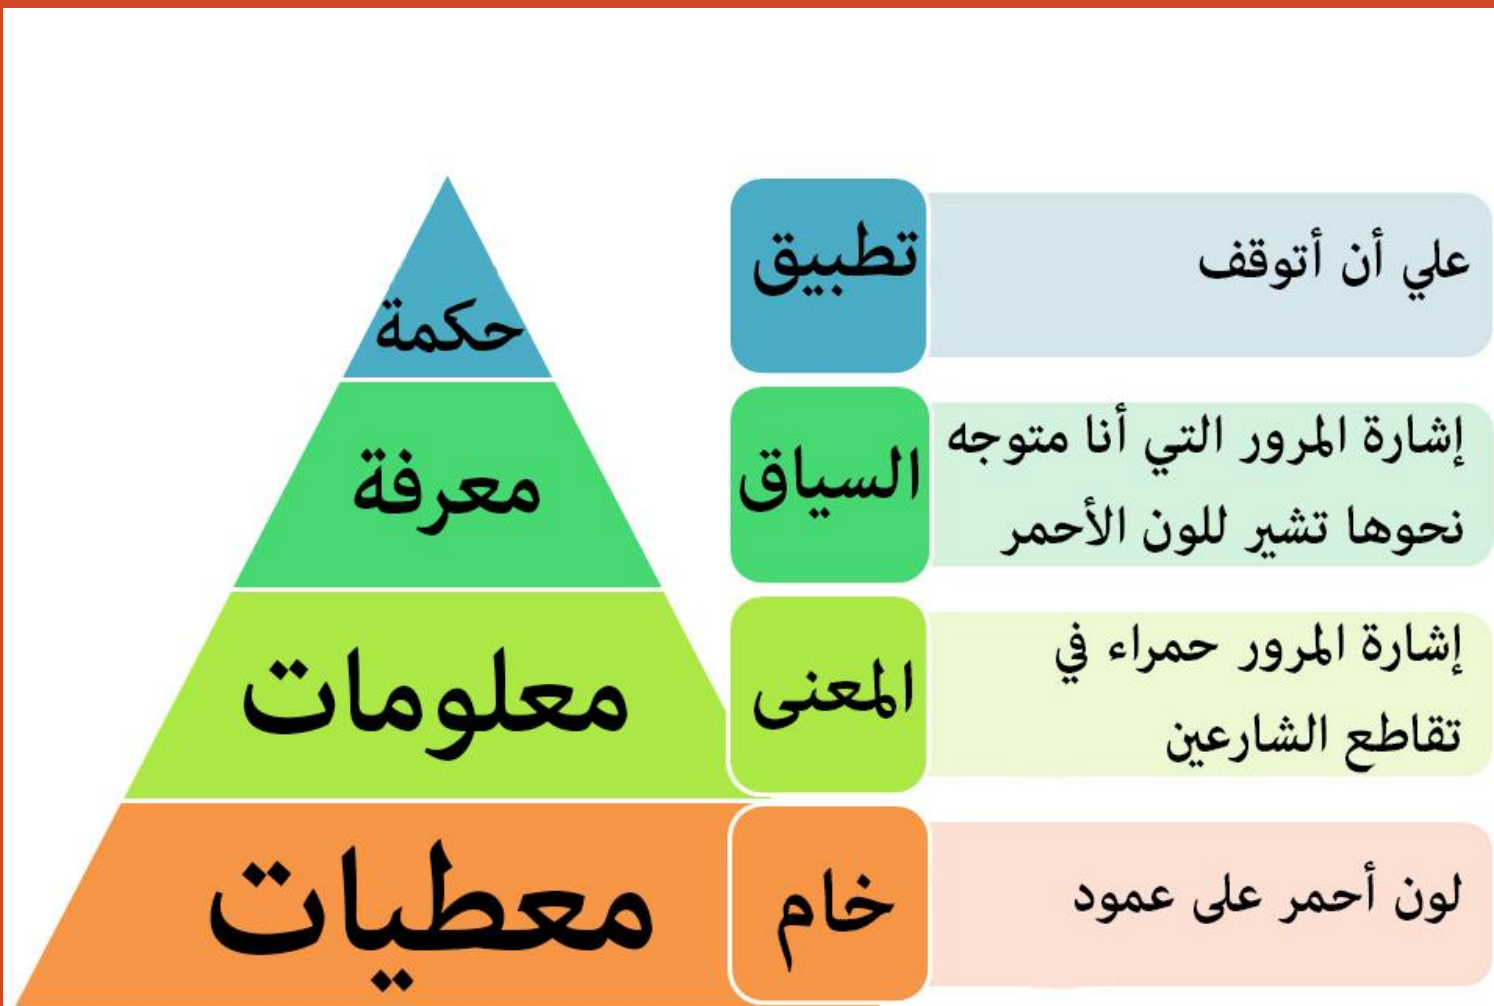 حكمة
تطبيق
علي أن أتوقف
معرفة
السياق
إشارة المرور التي أنا متوجه
نحوها تشير للون الأحمر
معلومات
المعنى
إشارة المرور حمراء في
تقاطع الشارعين
معطيات
خام
لون أحمر على عمود